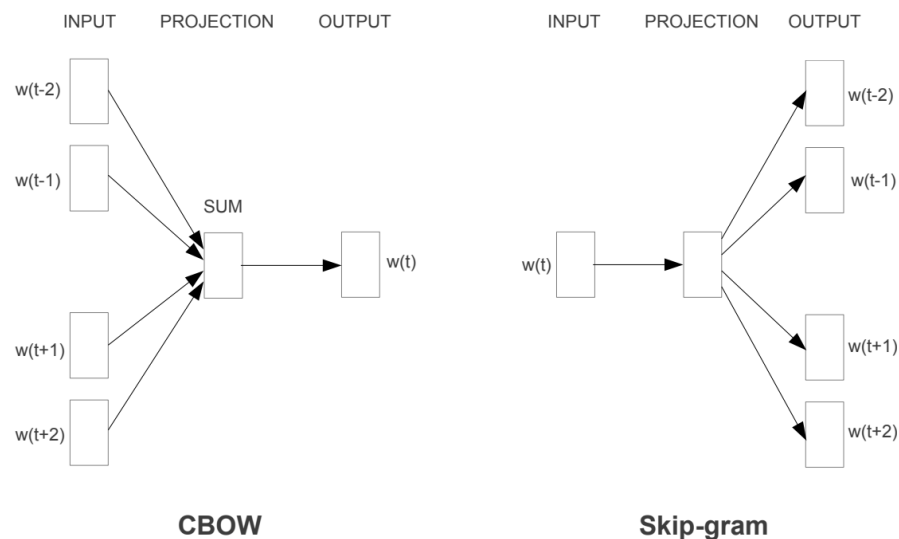 INPUT PROJECTION OUTPUT
w(t-2)
w(t-1)
SUM
w(t)
w(t+1)
w(t+2)
CBOW
INPUT PROJECTION OUTPUT
w(t-2)
w(t-1)
w(t)
w(t+1)
w(t+2)
Skip-gram